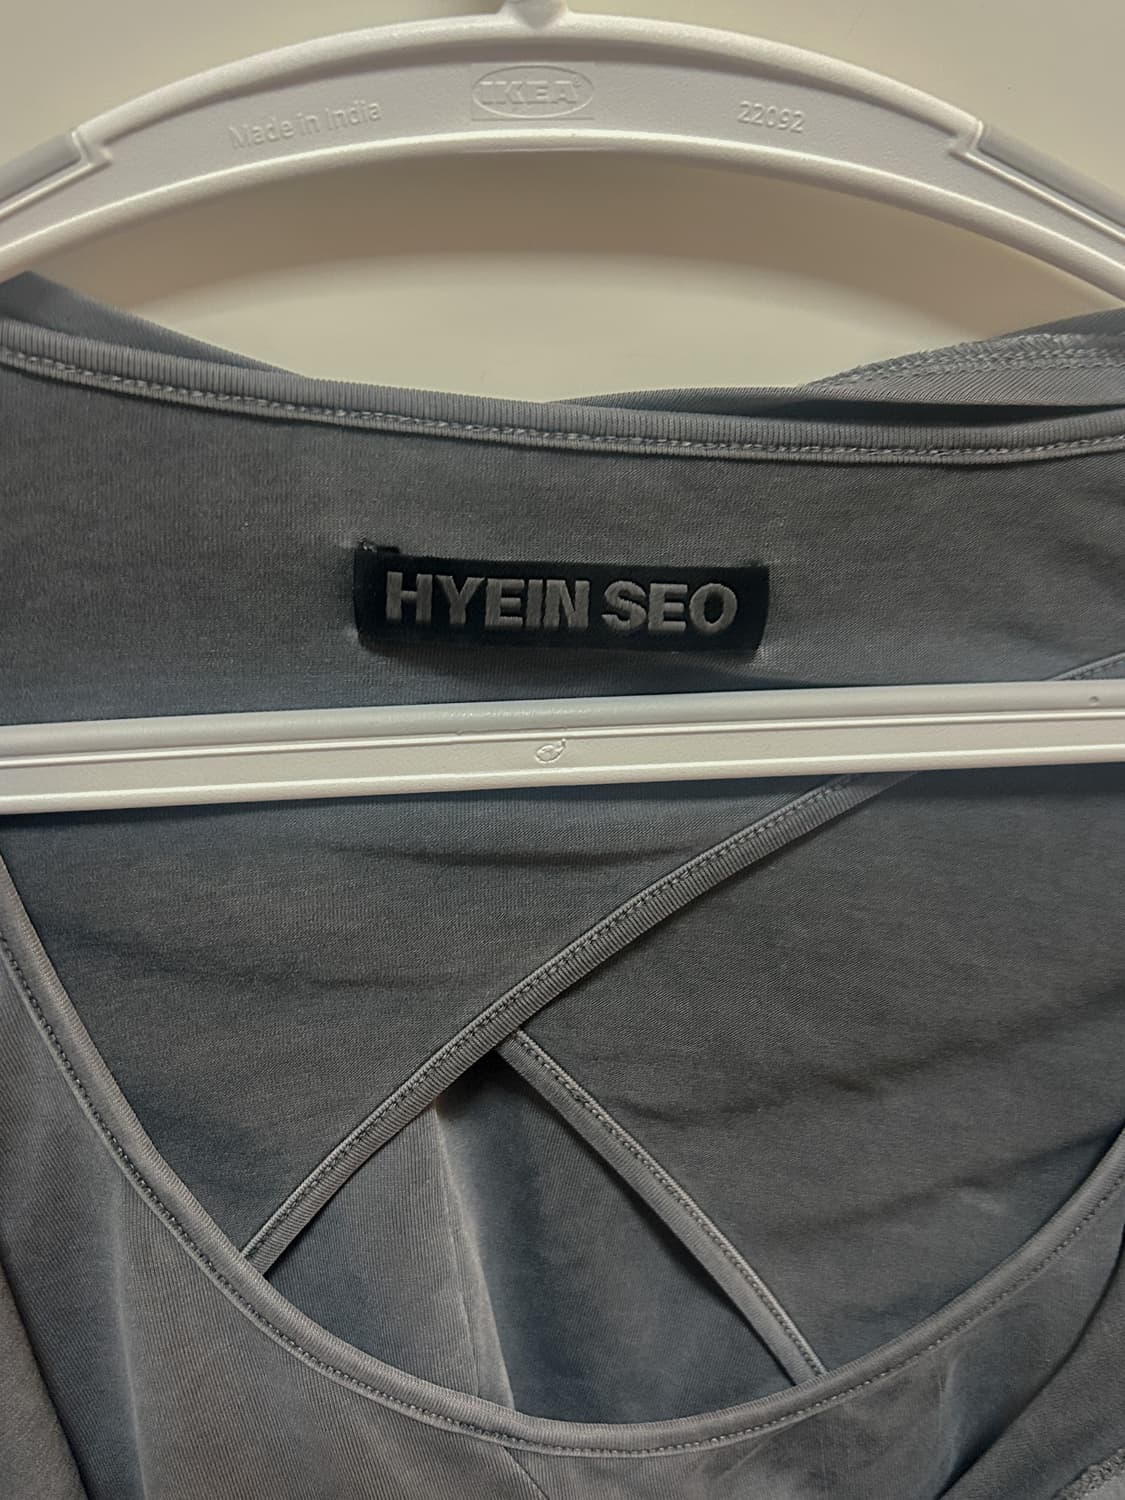 Made in India
IKEA®
22092
HYEIN SEO